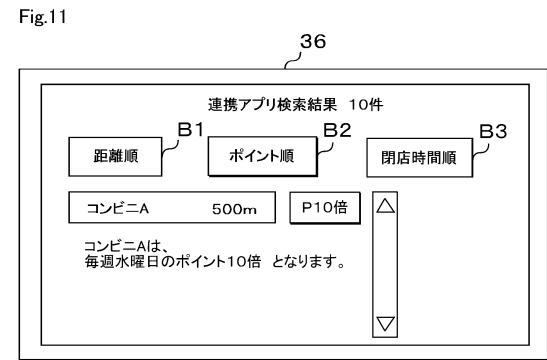 Fig.11
36
連携アプリ検索結果 10件
B1
B2
B3
距離順
ポイント順
閉店時間順
コンビニA 500m
P10倍
コンビニAは、
毎週水曜日のポイント10倍 となります。